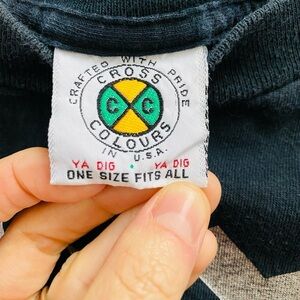 CRAFTED WITH PRIDE
CROSS
C C
COLOURS
IN U.S.A.
YA DIG • YA DIG
ONE SIZE FITS ALL